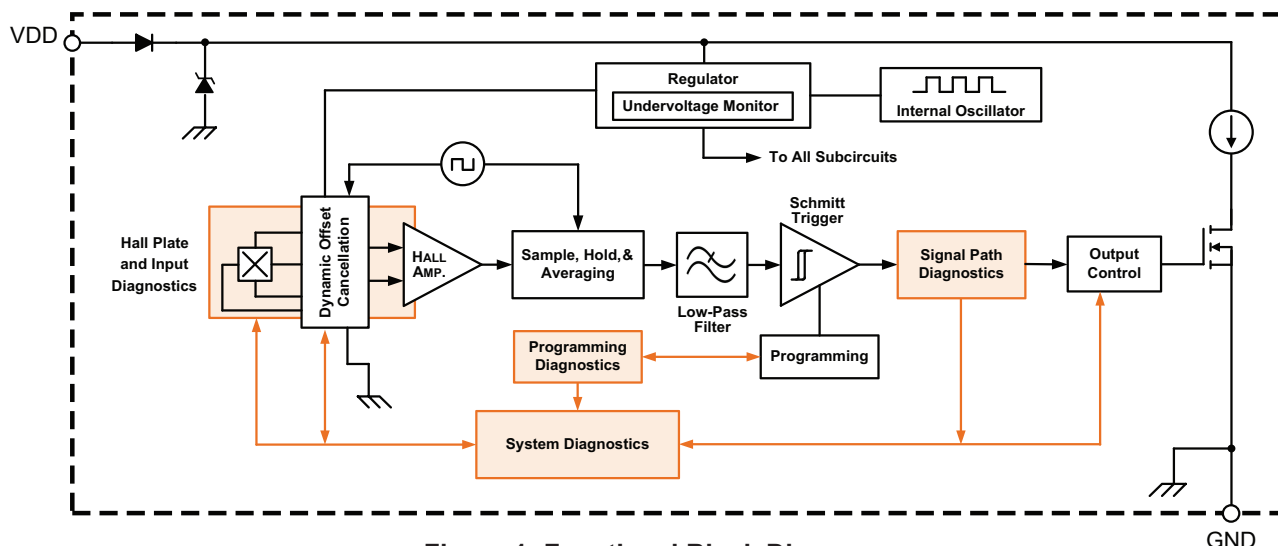 VDD
Regulator
Undervoltage Monitor
Internal Oscillator
To All Subcircuits
Hall Plate
and Input
Diagnostics
Dynamic Offset
Cancellation
HALL
AMP.
Sample, Hold, &
Averaging
Low-Pass
Filter
Schmitt
Trigger
Signal Path
Diagnostics
Output
Control
Programming
Diagnostics
Programming
System Diagnostics
GND